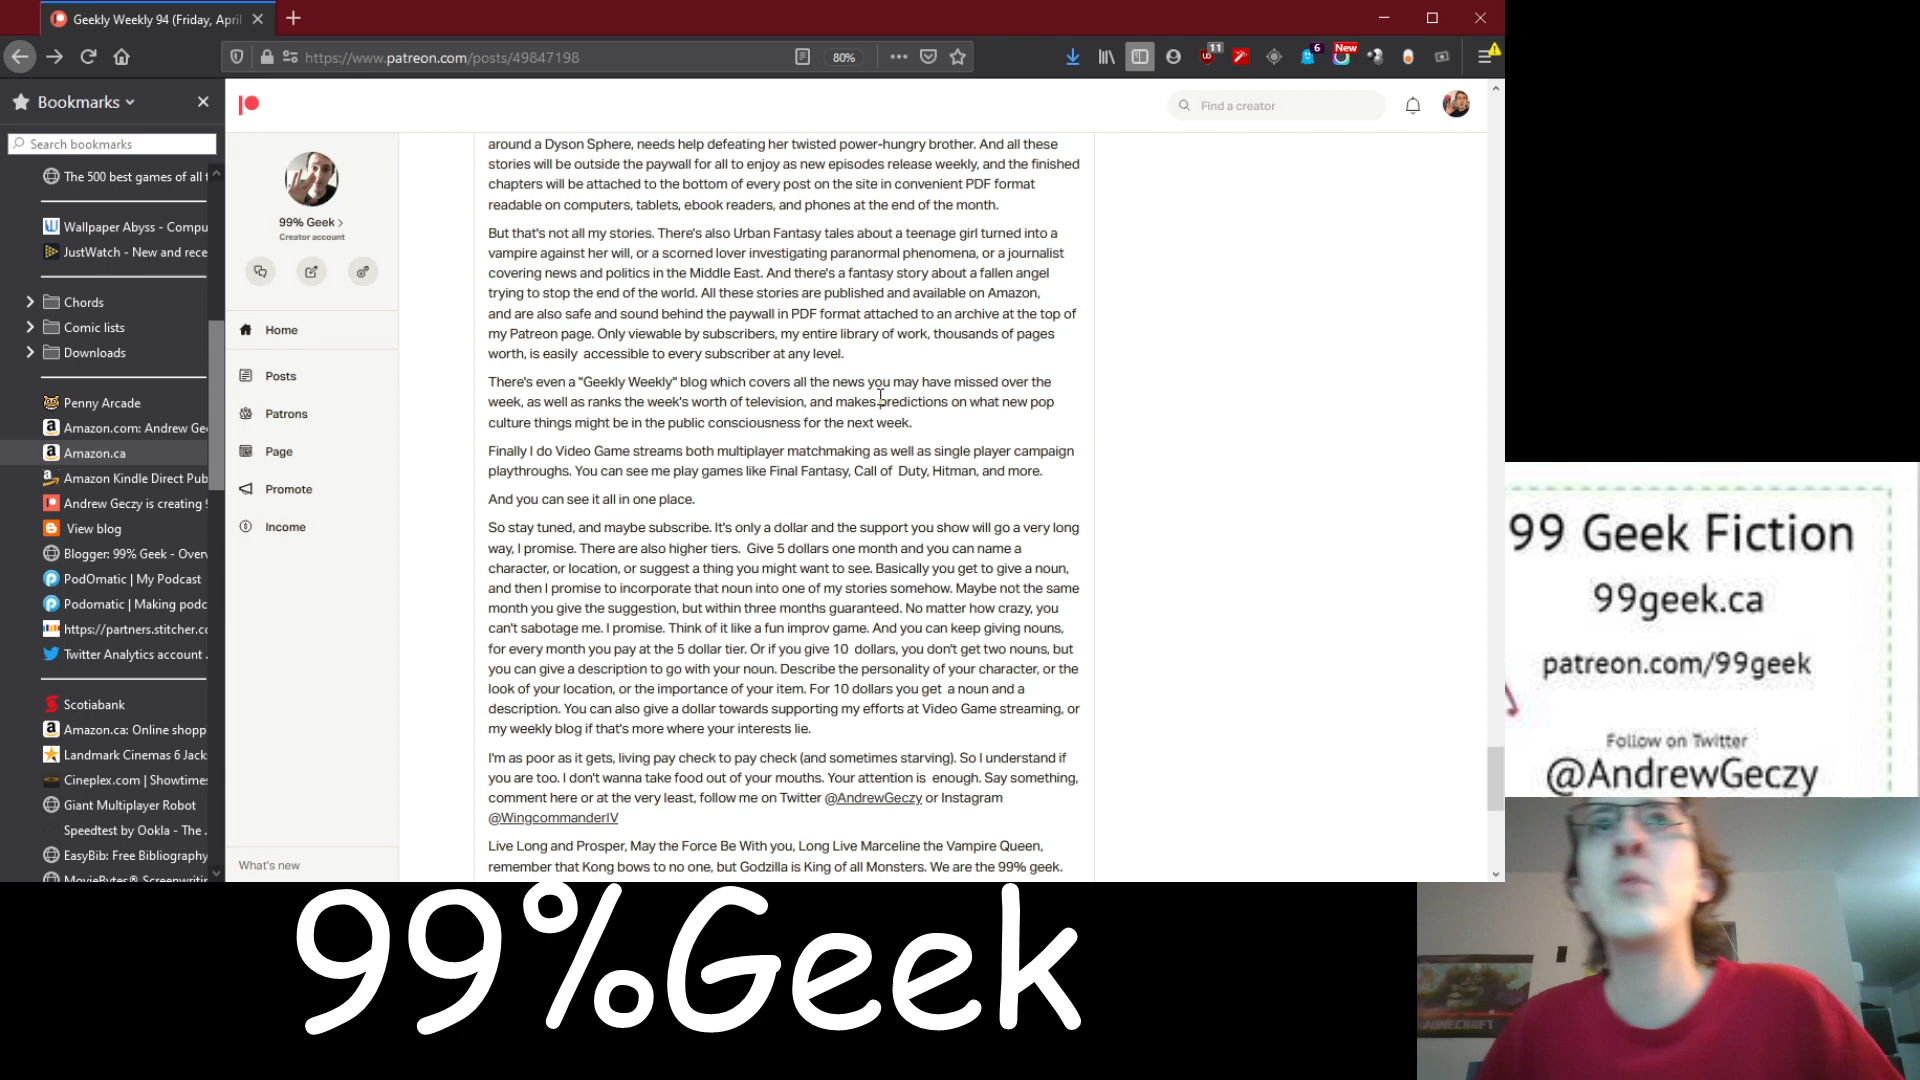 Geekly Weekly 94 (Friday, April
https://www.patreon.com/posts/49847198
80%
11
6
New
Bookmarks
Search bookmarks
The 500 best games of all t
Wallpaper Abyss - Compu
JustWatch - New and rece
Chords
Comic lists
Downloads
Penny Arcade
Amazon.com: Andrew Ge
Amazon.ca
Amazon Kindle Direct Pub
Andrew Geczy is creating 9
View blog
Blogger: 99% Geek - Overv
PodOmatic | My Podcast
Podomatic | Making podc
https://partners.stitcher.co
Twitter Analytics account .
Scotiabank
Amazon.ca: Online shopp
Landmark Cinemas 6 Jack
Cineplex.com | Showtimes
Giant Multiplayer Robot
Speedtest by Ookla - The .
EasyBib: Free Bibliography
MovieBytes® Screenwritin
Find a creator
99% Geek
Creator account
Home
Posts
Patrons
Page
Promote
Income
What's new
around a Dyson Sphere, needs help defeating her twisted power-hungry brother. And all these
stories will be outside the paywall for all to enjoy as new episodes release weekly, and the finished
chapters will be attached to the bottom of every post on the site in convenient PDF format
readable on computers, tablets, ebook readers, and phones at the end of the month.
But that's not all my stories. There's also Urban Fantasy tales about a teenage girl turned into a
vampire against her will, or a scorned lover investigating paranormal phenomena, or a journalist
covering news and politics in the Middle East. And there's a fantasy story about a fallen angel
trying to stop the end of the world. All these stories are published and available on Amazon,
and are also safe and sound behind the paywall in PDF format attached to an archive at the top of
my Patreon page. Only viewable by subscribers, my entire library of work, thousands of pages
worth, is easily accessible to every subscriber at any level.
There's even a "Geekly Weekly" blog which covers all the news you may have missed over the
week, as well as ranks the week's worth of television, and makes predictions on what new pop
culture things might be in the public consciousness for the next week.
Finally I do Video Game streams both multiplayer matchmaking as well as single player campaign
playthroughs. You can see me play games like Final Fantasy, Call of Duty, Hitman, and more.
And you can see it all in one place.
So stay tuned, and maybe subscribe. It's only a dollar and the support you show will go a very long
way, I promise. There are also higher tiers. Give 5 dollars one month and you can name a
character, or location, or suggest a thing you might want to see. Basically you get to give a noun,
and then I promise to incorporate that noun into one of my stories somehow. Maybe not the same
month you give the suggestion, but within three months guaranteed. No matter how crazy, you
can't sabotage me. I promise. Think of it like a fun improv game. And you can keep giving nouns,
for every month you pay at the 5 dollar tier. Or if you give 10 dollars, you don't get two nouns, but
you can give a description to go with your noun. Describe the personality of your character, or the
look of your location, or the importance of your item. For 10 dollars you get a noun and a
description. You can also give a dollar towards supporting my efforts at Video Game streaming, or
my weekly blog if that's more where your interests lie.
I'm as poor as it gets, living pay check to pay check (and sometimes starving). So I understand if
you are too. I don't wanna take food out of your mouths. Your attention is enough. Say something,
comment here or at the very least, follow me on Twitter @AndrewGeczy or Instagram
@WingcommanderIV
Live Long and Prosper, May the Force Be With you, Long Live Marceline the Vampire Queen,
remember that Kong bows to no one, but Godzilla is King of all Monsters. We are the 99% geek.
99 Geek Fiction
99geek.ca
patreon.com/99geek
Follow on Twitter
@AndrewGeczy
MINECRAFT
99%Geek